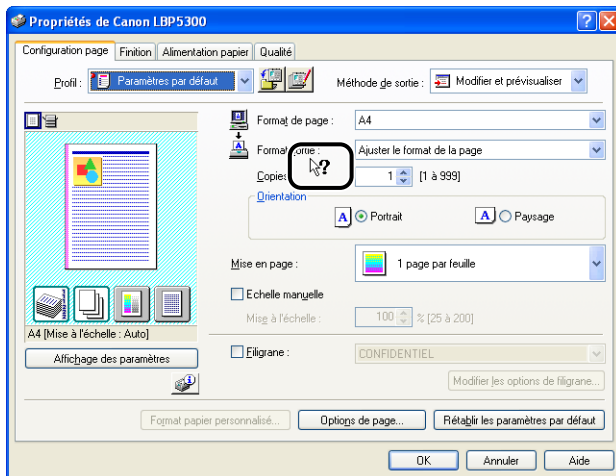 Propriétés de Canon LBP5300
Configuration page Finition Alimentation papier Qualité
Profil : Paramètres par défaut Méthode de sortie : Modifier et prévisualiser
Format de page : A4
Format sortie : Ajuster le format de la page
Copies 1 [1 à 999]
Orientation
A Portrait A Paysage
Mise en page : 1 page par feuille
Echelle manuelle
Mise à l'échelle : 100 % [25 à 200]
A4 [Mise à l'échelle : Auto]
Affichage des paramètres
Filigrane : CONFIDENTIEL
Modifier les options de filigrane...
Format papier personnalisé... Options de page... Rétablir les paramètres par défaut
OK Annuler Aide